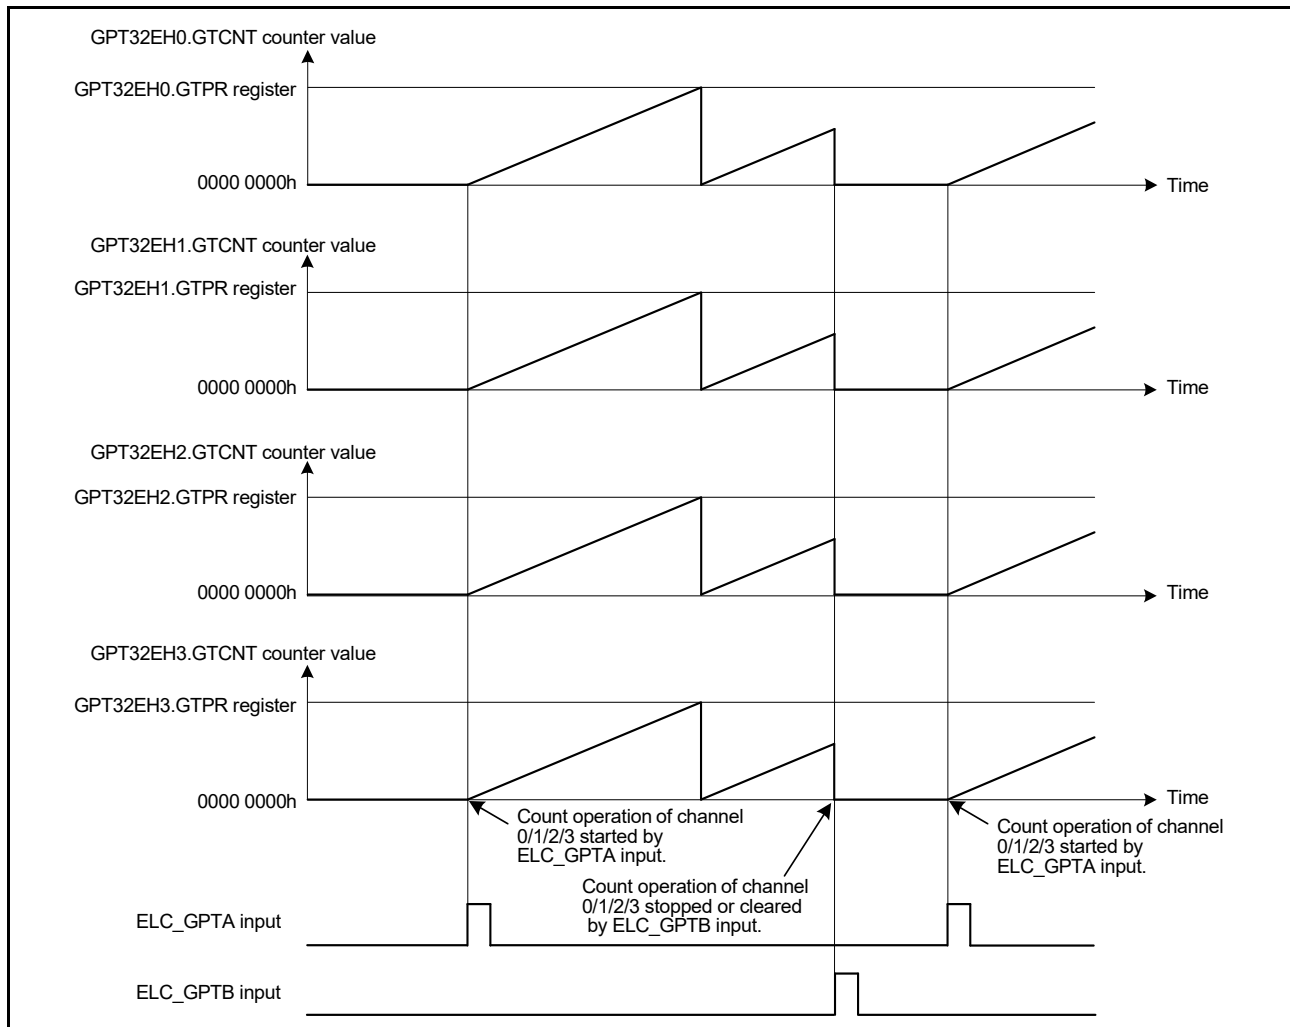 GPT32EH0.GTCNT counter value
GPT32EH0.GTPR register
0000 0000h
Time
GPT32EH1.GTCNT counter value
GPT32EH1.GTPR register
0000 0000h
Time
GPT32EH2.GTCNT counter value
GPT32EH2.GTPR register
0000 0000h
Time
GPT32EH3.GTCNT counter value
GPT32EH3.GTPR register
0000 0000h
Time
Count operation of channel
0/1/2/3 started by
ELC_GPTA input.
Count operation of channel
0/1/2/3 started by
ELC_GPTA input.
Count operation of channel
0/1/2/3 stopped or cleared
by ELC_GPTB input.
ELC_GPTA input
ELC_GPTB input